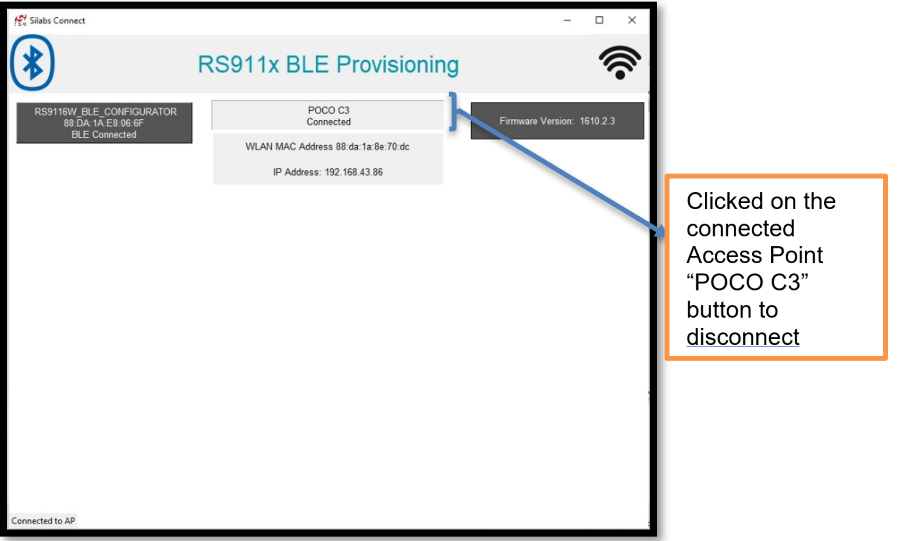 Silabs Connect
RS911x BLE Provisioning
RS9116W_BLE_CONFIGURATOR
88:DA:1A:E8:06:6F
BLE Connected
POCO C3
Connected
WLAN MAC Address 88:da:1a:8e:70:dc
IP Address: 192.168.43.86
Firmware Version: 1610.2.3
Clicked on the
connected
Access Point
“POCO C3”
button to
disconnect
Connected to AP